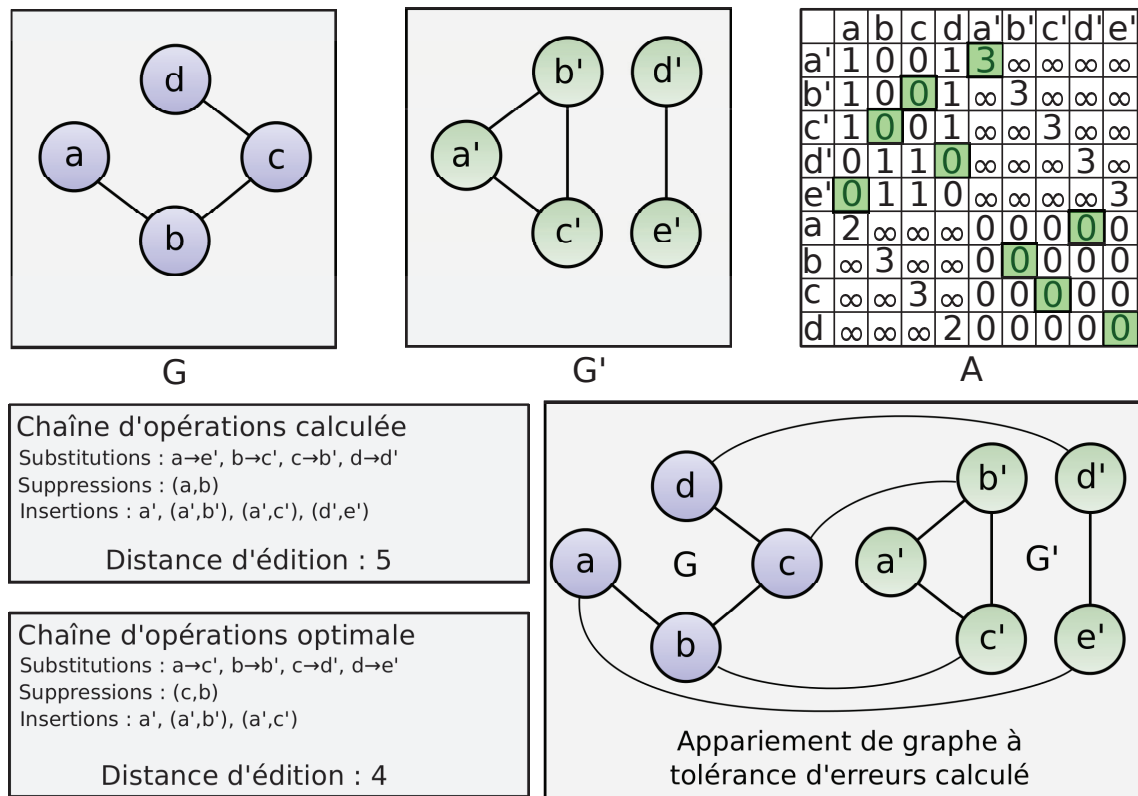 d
a
c
b
G
b' d'
a'
c' e'
G'
a b c d a' b' c' d' e'
a' 1 0 0 1 3 ∞ ∞ ∞ ∞
b' 1 0 0 1 ∞ 3 ∞ ∞ ∞
c' 1 0 0 1 ∞ ∞ 3 ∞ ∞
d' 0 1 1 0 ∞ ∞ ∞ 3 ∞
e' 0 1 1 0 ∞ ∞ ∞ ∞ 3
a 2 ∞ ∞ ∞ 0 0 0 0 0
b ∞ 3 ∞ ∞ 0 0 0 0 0
c ∞ ∞ 3 ∞ 0 0 0 0 0
d ∞ ∞ ∞ 2 0 0 0 0 0
A
Chaîne d'opérations calculée
Substitutions : a→e', b→c', c→b', d→d'
Suppressions : (a,b)
Insertions : a', (a',b'), (a',c'), (d',e')
Distance d'édition : 5
Chaîne d'opérations optimale
Substitutions : a→c', b→b', c→d', d→e'
Suppressions : (c,b)
Insertions : a', (a',b'), (a',c')
Distance d'édition : 4
d b' d'
a G c a' G'
b c' e'
Appariement de graphe à
tolérance d'erreurs calculé